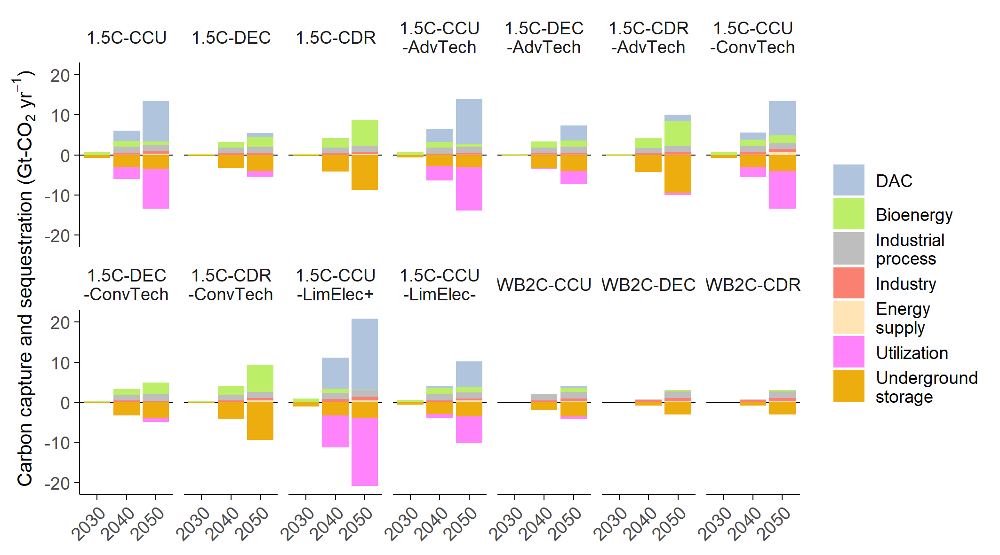 1.5C-CCU
1.5C-DEC
1.5C-CDR
1.5C-CCU
-AdvTech
1.5C-DEC
-AdvTech
1.5C-CDR
-AdvTech
1.5C-CCU
-ConvTech
20
10
0
-10
-20
Carbon capture and sequestration (Gt-CO₂ yr⁻¹)
1.5C-DEC
-ConvTech
1.5C-CDR
-ConvTech
1.5C-CCU
-LimElec+
1.5C-CCU
-LimElec-
WB2C-CCU
WB2C-DEC
WB2C-CDR
20
10
0
-10
-20
2030 2040 2050
2030 2040 2050
2030 2040 2050
2030 2040 2050
2030 2040 2050
2030 2040 2050
2030 2040 2050
DAC
Bioenergy
Industrial
process
Industry
Energy
supply
Utilization
Underground
storage